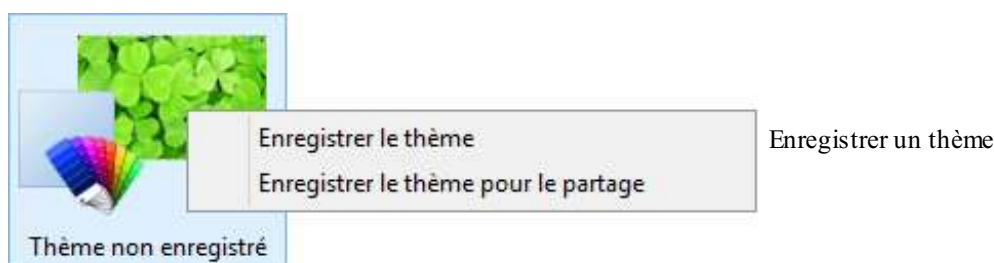 Enregistrer le thème
Enregistrer un thème
Enregistrer le thème pour le partage
Thème non enregistré